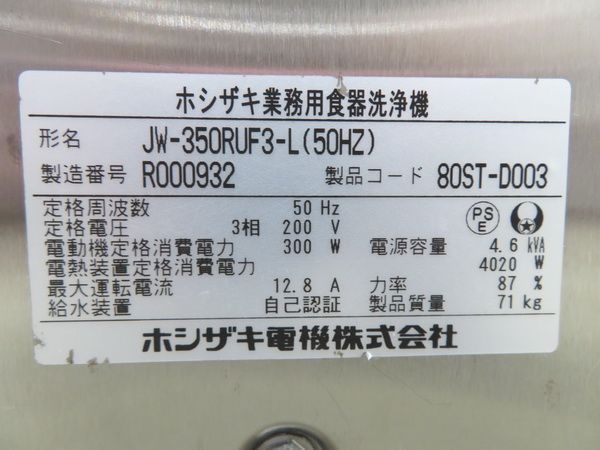 ホシザキ業務用食器洗浄機
形名 JW-350RUF3-L(50HZ)
製造番号 R000932 製品コード 80ST-D003
定格周波数 50 Hz
定格電圧 3相 200 V
電動機定格消費電力 300 W 電源容量 4.6 kVA
電熱装置定格消費電力 4020 W
最大運転電流 12.8 A 力率 87 %
給水装置 自己認証 製品質量 71 kg
PS
E
ホシザキ電機株式会社